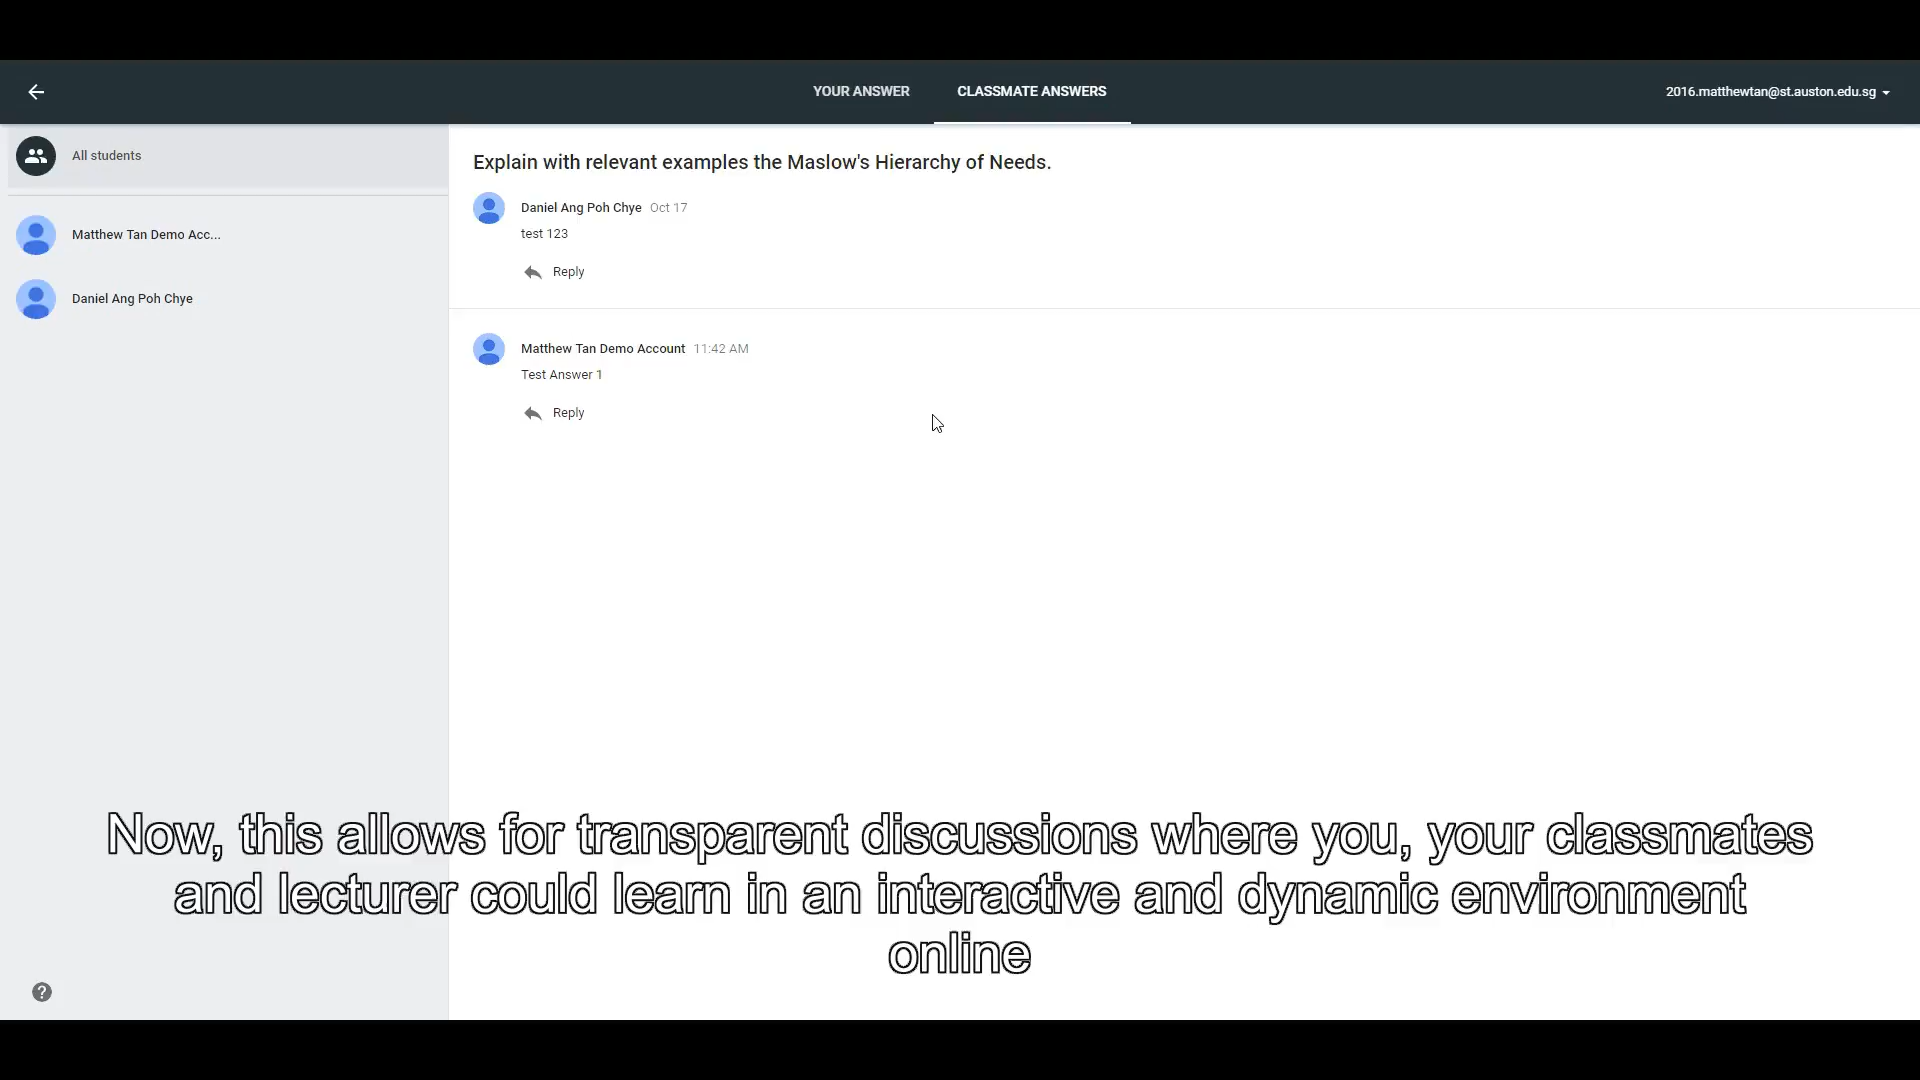 YOUR ANSWER
CLASSMATE ANSWERS
2016.matthewtan@st.auston.edu.sg
All students
Matthew Tan Demo Acc...
Daniel Ang Poh Chye
Explain with relevant examples the Maslow's Hierarchy of Needs.
Daniel Ang Poh Chye Oct 17
test 123
Reply
Matthew Tan Demo Account 11:42 AM
Test Answer 1
Reply
Now, this allows for transparent discussions where you, your classmates
and lecturer could learn in an interactive and dynamic environment
online
?